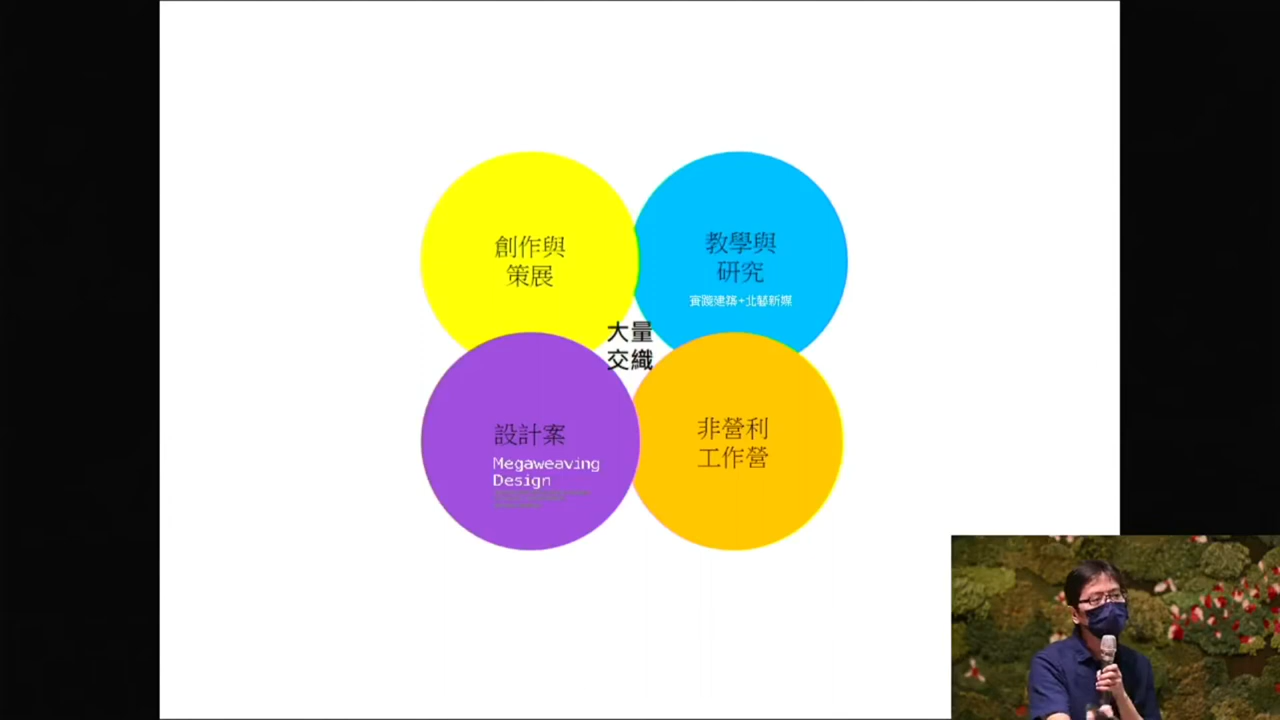 創作與
策展
教學與
研究
實踐建築+北藝新媒
大量
交織
設計案
Megaweaving
Design
非營利
工作營